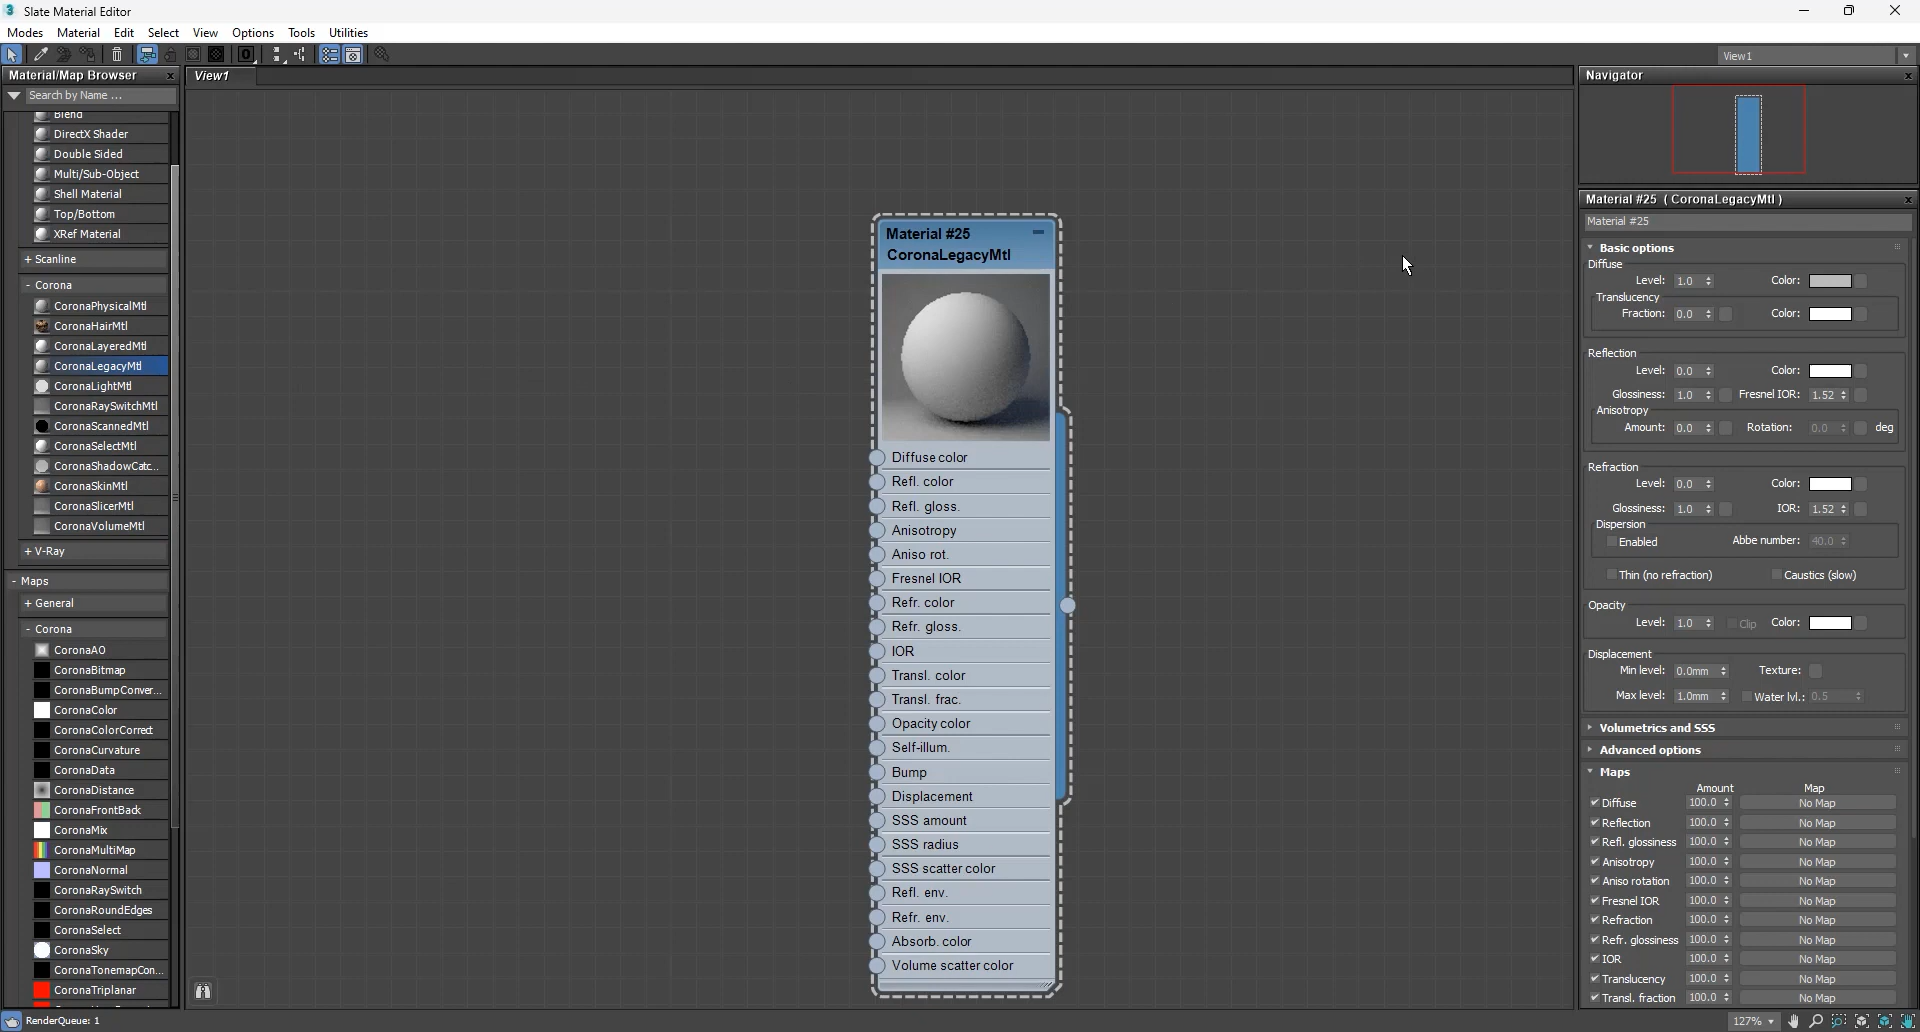 3 Slate Material Editor
Modes Material Edit Select View Options Tools Utilities
View1
Material/Map Browser
Search by Name ...
Blend
DirectX Shader
Double Sided
Multi/Sub-Object
Shell Material
Top/Bottom
XRef Material
+ Scanline
- Corona
CoronaPhysicalMtl
CoronaHairMtl
CoronaLayeredMtl
CoronaLegacyMtl
CoronaLightMtl
CoronaRaySwitchMtl
CoronaScannedMtl
CoronaSelectMtl
CoronaShadowCatc...
CoronaSkinMtl
CoronaSlicerMtl
CoronaVolumeMtl
+ V-Ray
- Maps
+ General
- Corona
CoronaAO
CoronaBitmap
CoronaBumpConver...
CoronaColor
CoronaColorCorrect
CoronaCurvature
CoronaData
CoronaDistance
CoronaFrontBack
CoronaMix
CoronaMultiMap
CoronaNormal
CoronaRaySwitch
CoronaRoundEdges
CoronaSelect
CoronaSky
CoronaTonemapCon...
CoronaTriplanar
RenderQueue: 1
View1
Material #25
CoronaLegacyMtl
Diffuse color
Refl. color
Refl. gloss.
Anisotropy
Aniso rot.
Fresnel IOR
Refr. color
Refr. gloss.
IOR
Transl. color
Transl. frac.
Opacity color
Self-illum.
Bump
Displacement
SSS amount
SSS radius
SSS scatter color
Refl. env.
Refr. env.
Absorb. color
Volume scatter color
Navigator
Material #25 ( CoronaLegacyMtl )
Material #25
Basic options
Diffuse
Level: 1.0 Color:
Translucency
Fraction: 0.0 Color:
Reflection
Level: 0.0 Color:
Glossiness: 1.0 Fresnel IOR: 1.52
Anisotropy
Amount: 0.0 Rotation: 0.0 deg
Refraction
Level: 0.0 Color:
Glossiness: 1.0 IOR: 1.52
Dispersion
Enabled Abbe number: 40.0
Thin (no refraction) Caustics (slow)
Opacity
Level: 1.0 Clip Color:
Displacement
Min level: 0.0mm Texture:
Max level: 1.0mm Water lvl.: 0.5
Volumetrics and SSS
Advanced options
Maps
Amount Map
Diffuse 100.0 No Map
Reflection 100.0 No Map
Refl. glossiness 100.0 No Map
Anisotropy 100.0 No Map
Aniso rotation 100.0 No Map
Fresnel IOR 100.0 No Map
Refraction 100.0 No Map
Refr. glossiness 100.0 No Map
IOR 100.0 No Map
Translucency 100.0 No Map
Transl. fraction 100.0 No Map
127%